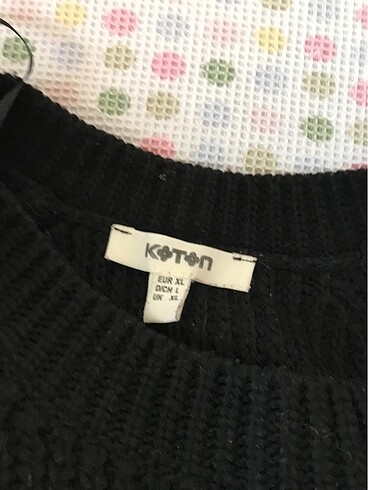 KOTON
EUR XL
D/CH L
UK XL